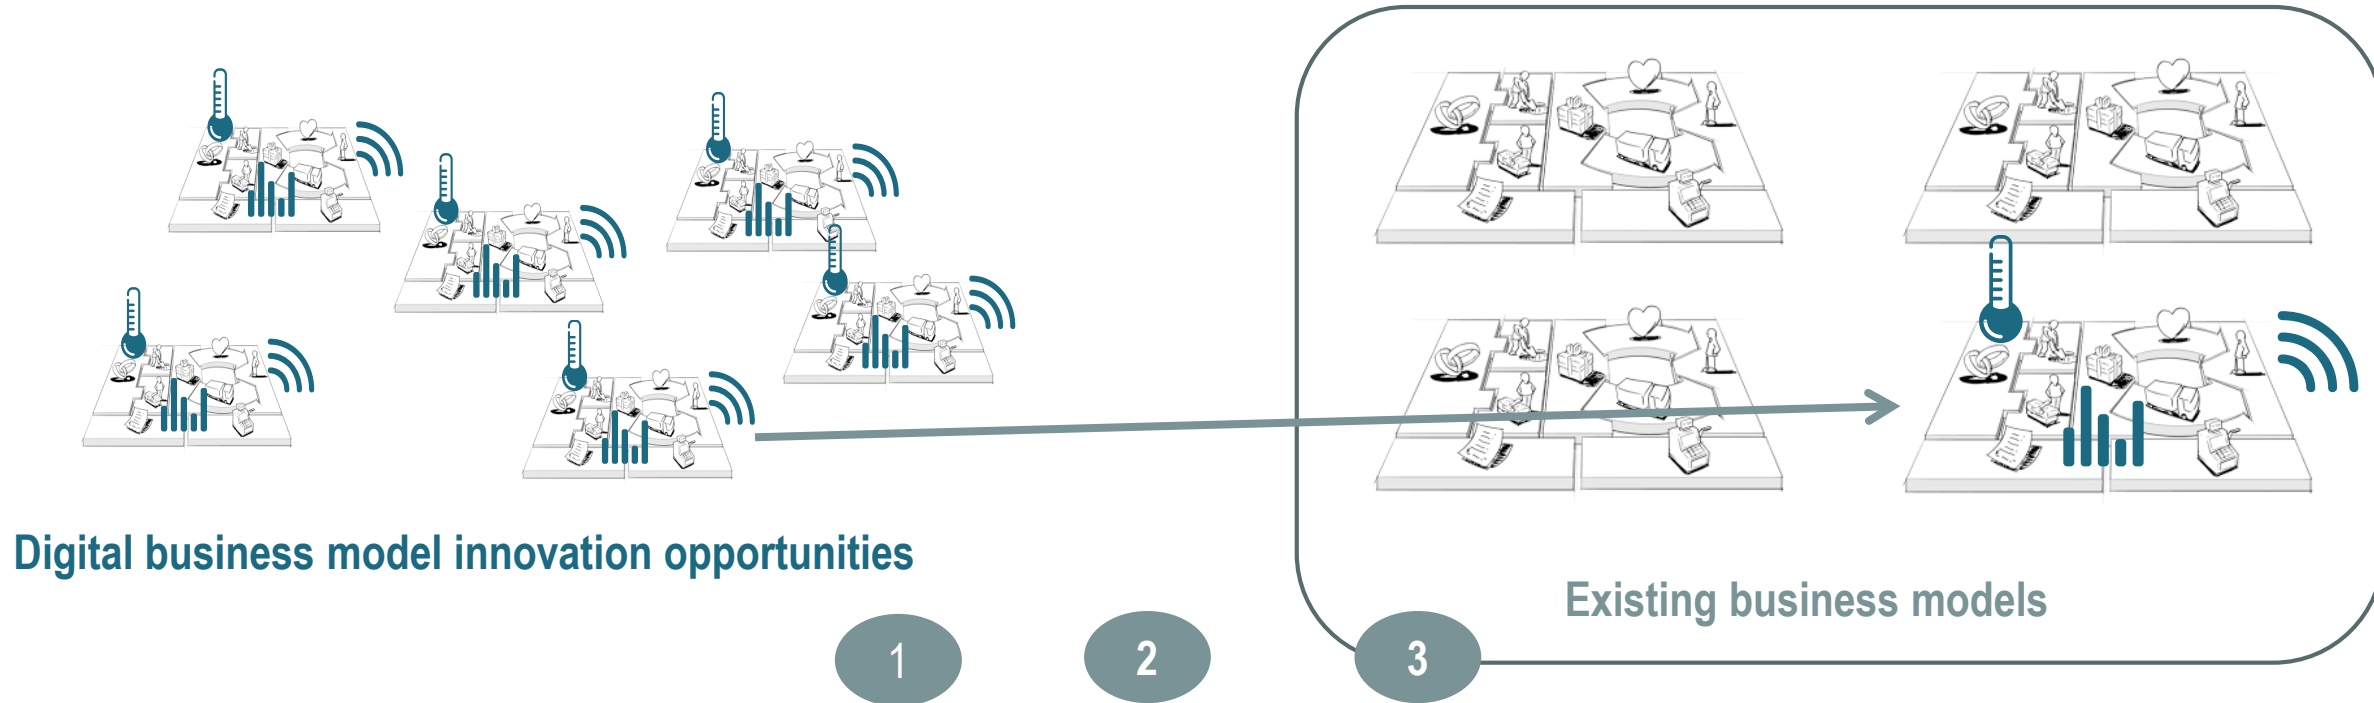 Digital business model innovation opportunities
Existing business models
1
2
3